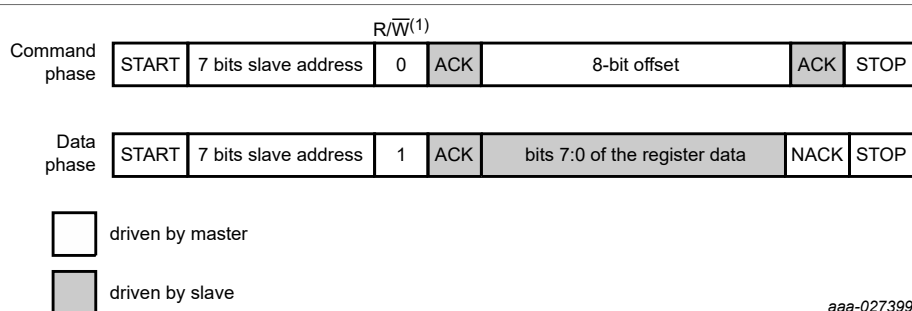 R/W(1)
Command phase START 7 bits slave address 0 ACK 8-bit offset ACK STOP
Data phase START 7 bits slave address 1 ACK bits 7:0 of the register data NACK STOP
driven by master
driven by slave
aaa-027399